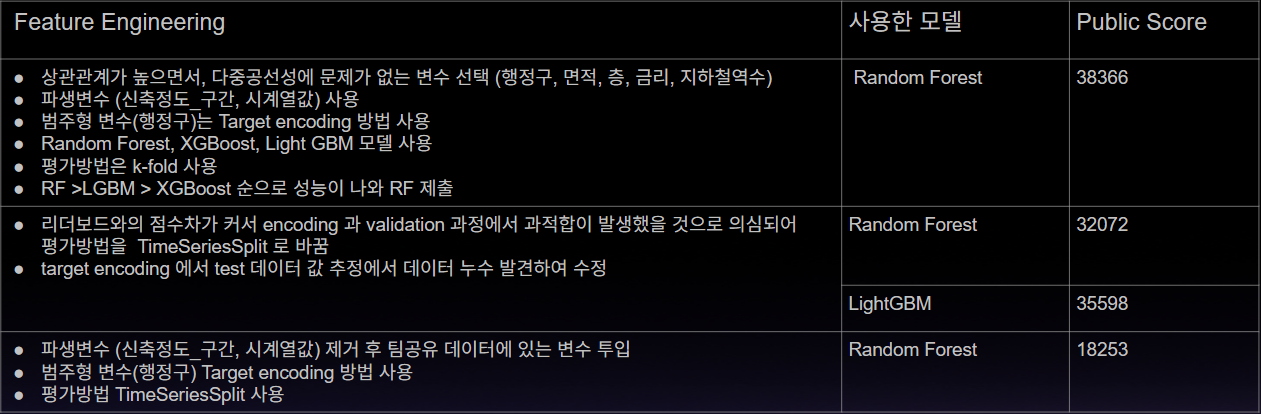 Feature Engineering
사용한 모델
Public Score
● 상관관계가 높으면서, 다중공선성에 문제가 없는 변수 선택 (행정구, 면적, 층, 금리, 지하철역수)
● 파생변수 (신축정도_구간, 시계열값) 사용
● 범주형 변수(행정구)는 Target encoding 방법 사용
● Random Forest, XGBoost, Light GBM 모델 사용
● 평가방법은 k-fold 사용
● RF >LGBM > XGBoost 순으로 성능이 나와 RF 제출
Random Forest
38366
● 리더보드와의 점수차가 커서 encoding 과 validation 과정에서 과적합이 발생했을 것으로 의심되어
평가방법을 TimeSeriesSplit 로 바꿈
● target encoding 에서 test 데이터 값 추정에서 데이터 누수 발견하여 수정
Random Forest
32072
LightGBM
35598
● 파생변수 (신축정도_구간, 시계열값) 제거 후 팀공유 데이터에 있는 변수 투입
● 범주형 변수(행정구) Target encoding 방법 사용
● 평가방법 TimeSeriesSplit 사용
Random Forest
18253